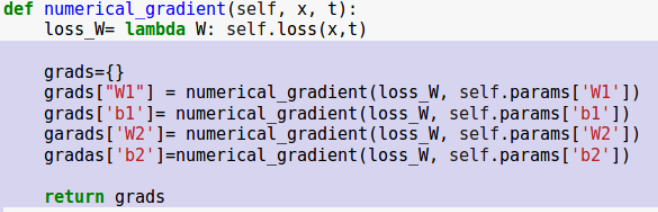 def numerical_gradient(self, x, t):
loss_W= lambda W: self.loss(x,t)
grads={}
grads["W1"] = numerical_gradient(loss_W, self.params['W1'])
grads['b1']= numerical_gradient(loss_W, self.params['b1'])
garads['W2']= numerical_gradient(loss_W, self.params['W2'])
gradas['b2']=numerical_gradient(loss_W, self.params['b2'])
return grads